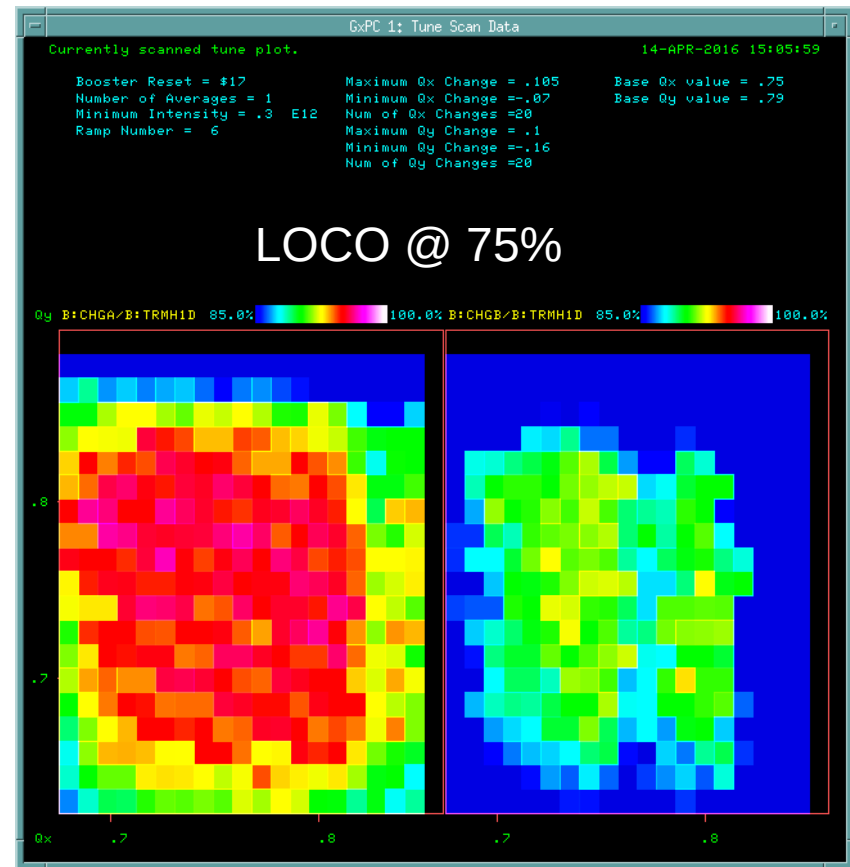 GxPC 1: Tune Scan Data
Currently scanned tune plot. 14-APR-2016 15:05:59
Booster Reset = $17 Maximum Qx Change = .105 Base Qx value = .75
Number of Averages = 1 Minimum Qx Change =-.07 Base Qy value = .79
Minimum Intensity = .3 E12 Num of Qx Changes =20
Ramp Number = 6 Maximum Qy Change = .1
Minimum Qy Change =-.16
Num of Qy Changes =20
LOCO @ 75%
Qy B:CHGA/B:TRMH1D 85.0% 100.0% B:CHGB/B:TRMH1D 85.0% 100.0%
.8
.7
Qx .7 .8 .7 .8